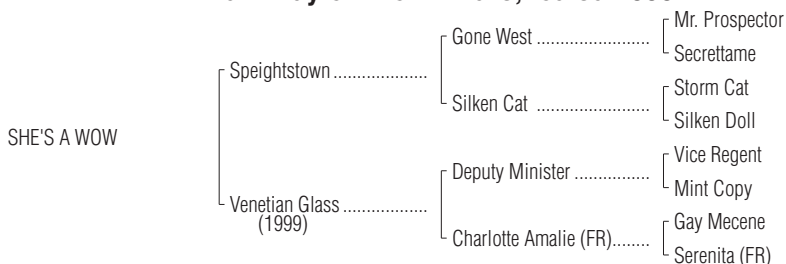 Mr. Prospector
Gone West ........................
Secrettame
Speightstown ....................
Storm Cat
Silken Cat ........................
Silken Doll
SHE'S A WOW
Vice Regent
Deputy Minister ................
Mint Copy
Venetian Glass ..................
(1999)
Gay Mecene
Charlotte Amalie (FR)........
Serenita (FR)